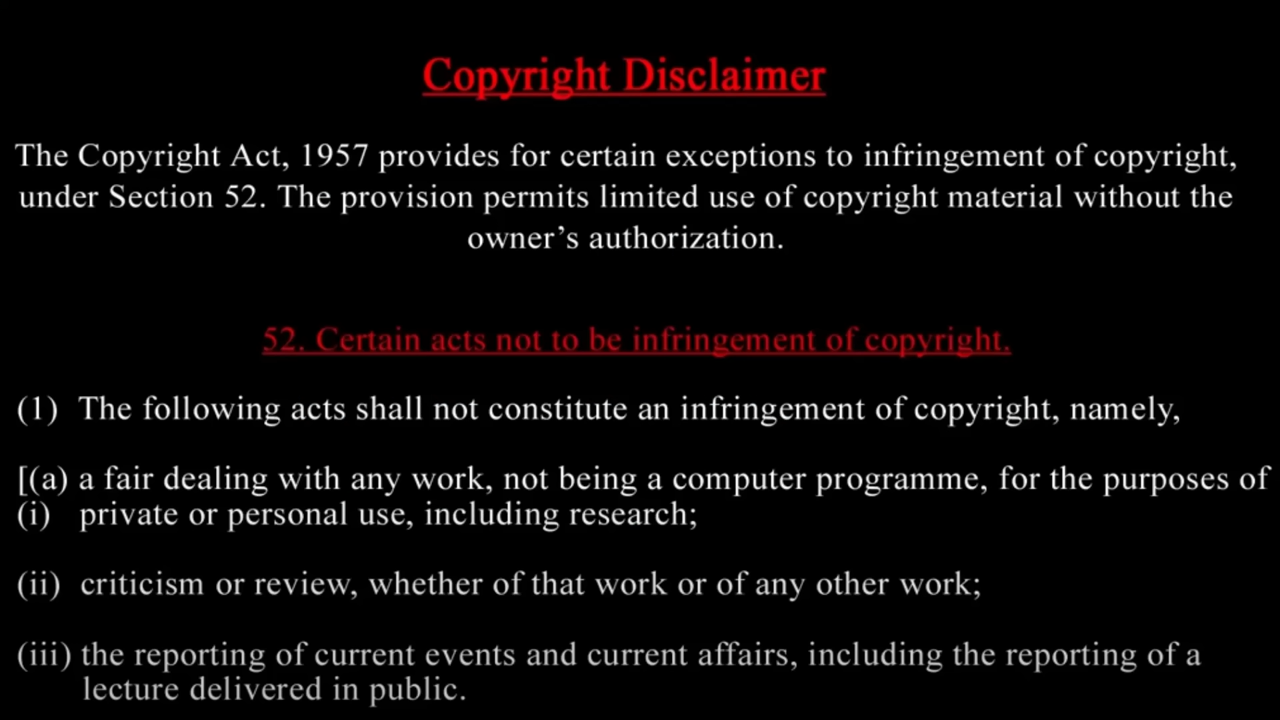 Copyright Disclaimer
The Copyright Act, 1957 provides for certain exceptions to infringement of copyright,
under Section 52. The provision permits limited use of copyright material without the
owner’s authorization.
52. Certain acts not to be infringement of copyright.
(1) The following acts shall not constitute an infringement of copyright, namely,
[(a) a fair dealing with any work, not being a computer programme, for the purposes of
(i) private or personal use, including research;
(ii) criticism or review, whether of that work or of any other work;
(iii) the reporting of current events and current affairs, including the reporting of a
lecture delivered in public.